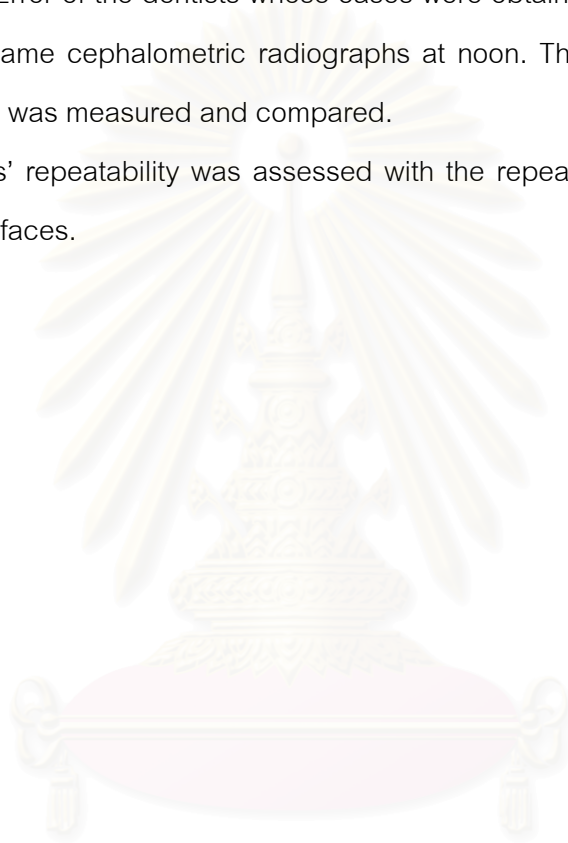 Error of the dentists whose cases were obtain
ame cephalometric radiographs at noon. Th
was measured and compared.
s’ repeatability was assessed with the repea
faces.